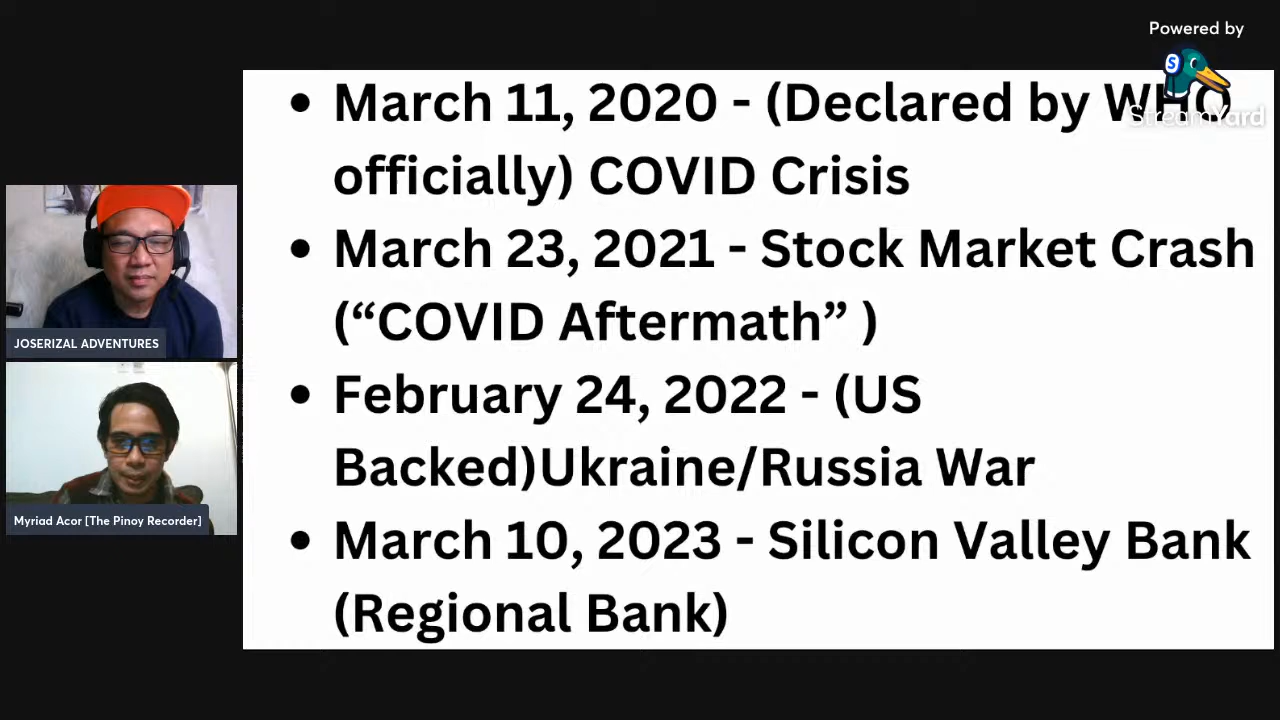 Powered by
StreamYard
• March 11, 2020 - (Declared by WHO
officially) COVID Crisis
• March 23, 2021 - Stock Market Crash
(“COVID Aftermath” )
• February 24, 2022 - (US
Backed)Ukraine/Russia War
• March 10, 2023 - Silicon Valley Bank
(Regional Bank)
JOSERIZAL ADVENTURES
Myriad Acor [The Pinoy Recorder]